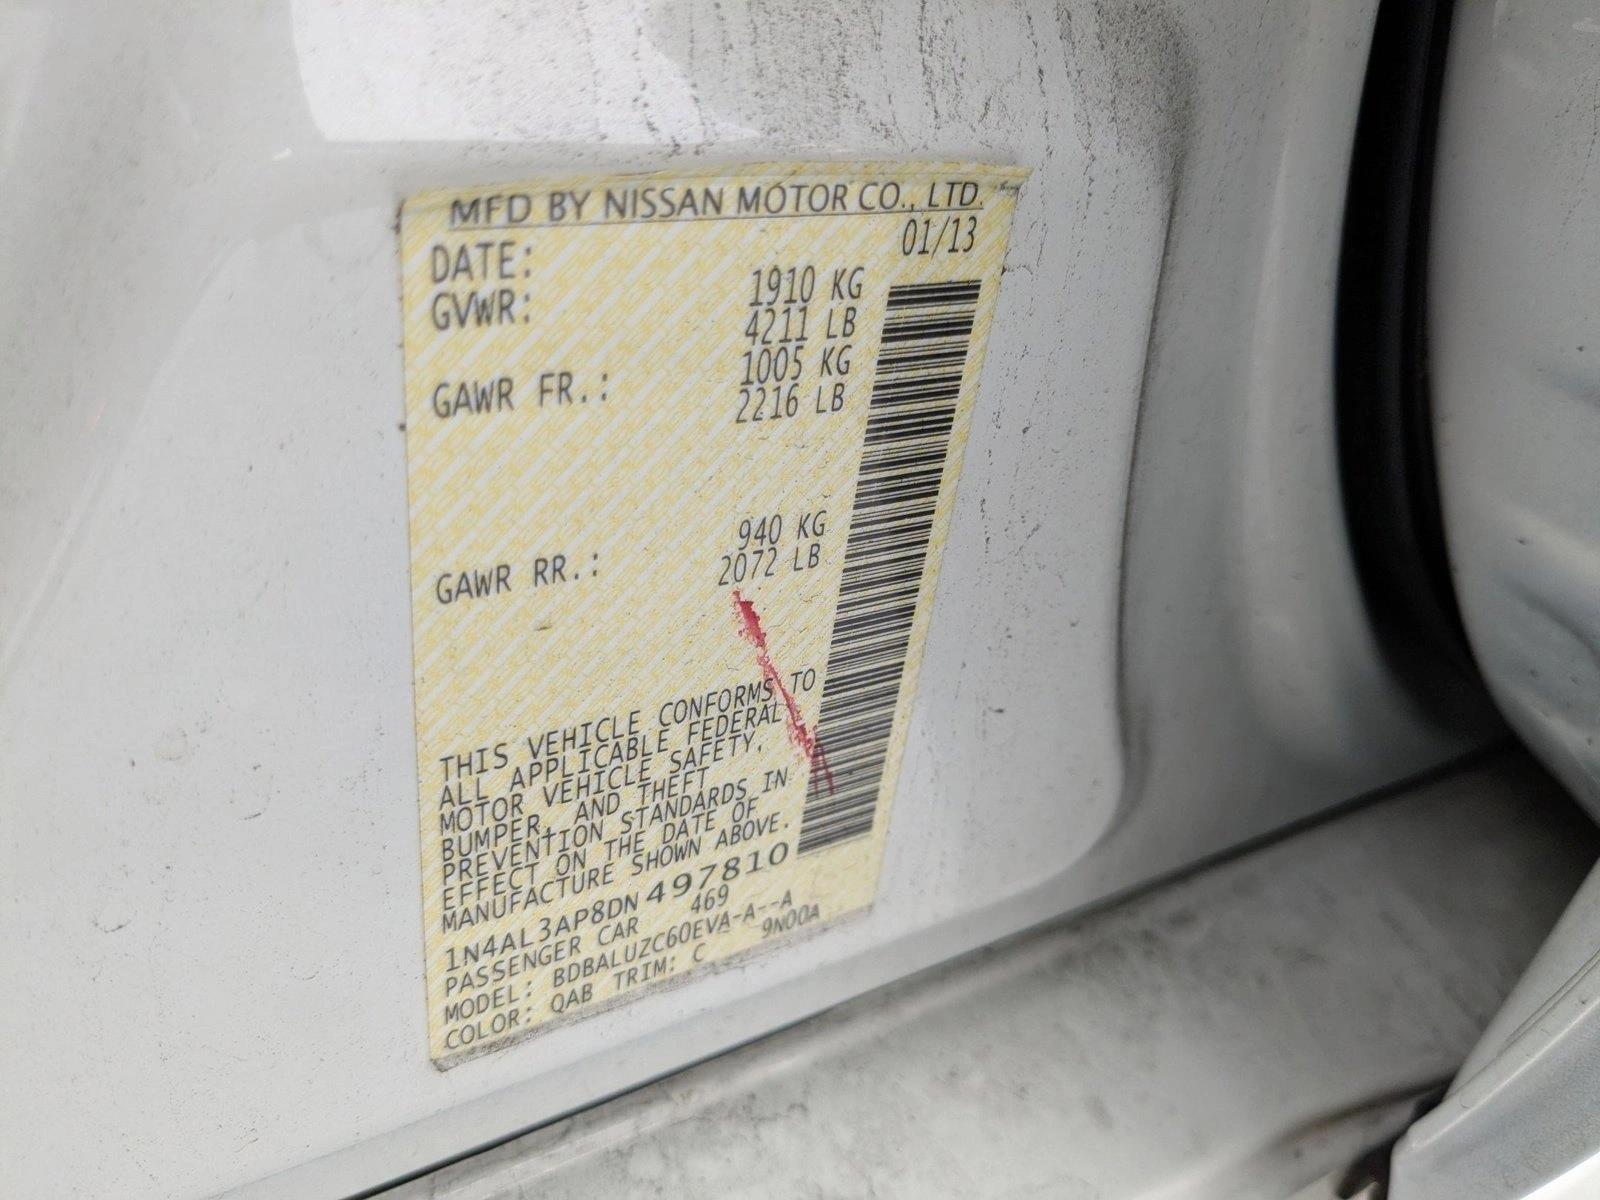 MFD BY NISSAN MOTOR CO., LTD.
DATE: 01/13
GVWR: 1910 KG
4211 LB
GAWR FR.: 1005 KG
2216 LB
GAWR RR.: 940 KG
2072 LB
THIS VEHICLE CONFORMS TO
ALL APPLICABLE FEDERAL
MOTOR VEHICLE SAFETY,
BUMPER, AND THEFT
PREVENTION STANDARDS IN
EFFECT ON THE DATE OF
MANUFACTURE SHOWN ABOVE.
1N4AL3AP8DN497810
PASSENGER CAR 469
MODEL: BDBALUZC60EVA-A--A
COLOR: QAB TRIM: C 9N00A